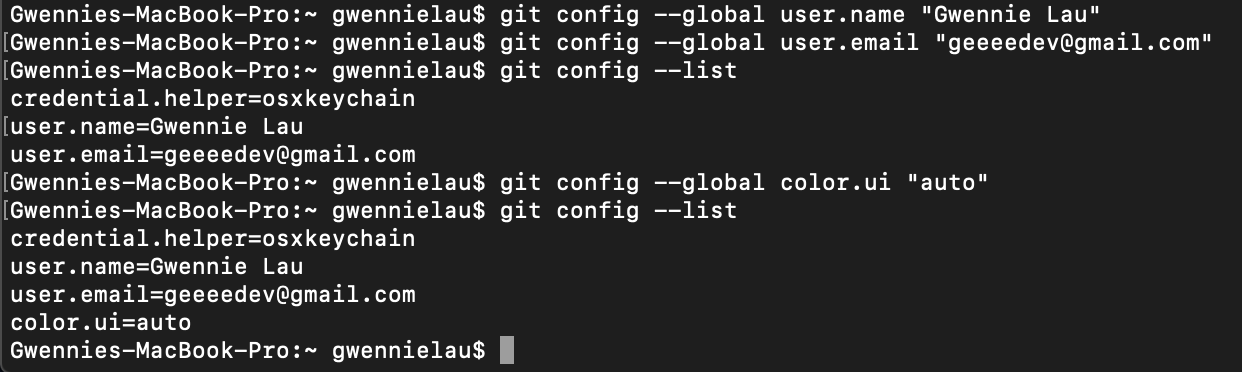 Gwennies-MacBook-Pro:~ gwennielau$ git config --global user.name "Gwennie Lau"
[Gwennies-MacBook-Pro:~ gwennielau$ git config --global user.email "geeeedev@gmail.com"
[Gwennies-MacBook-Pro:~ gwennielau$ git config --list
credential.helper=osxkeychain
[user.name=Gwennie Lau
user.email=geeeedev@gmail.com
[Gwennies-MacBook-Pro:~ gwennielau$ git config --global color.ui "auto"
[Gwennies-MacBook-Pro:~ gwennielau$ git config --list
credential.helper=osxkeychain
user.name=Gwennie Lau
user.email=geeeedev@gmail.com
color.ui=auto
Gwennies-MacBook-Pro:~ gwennielau$